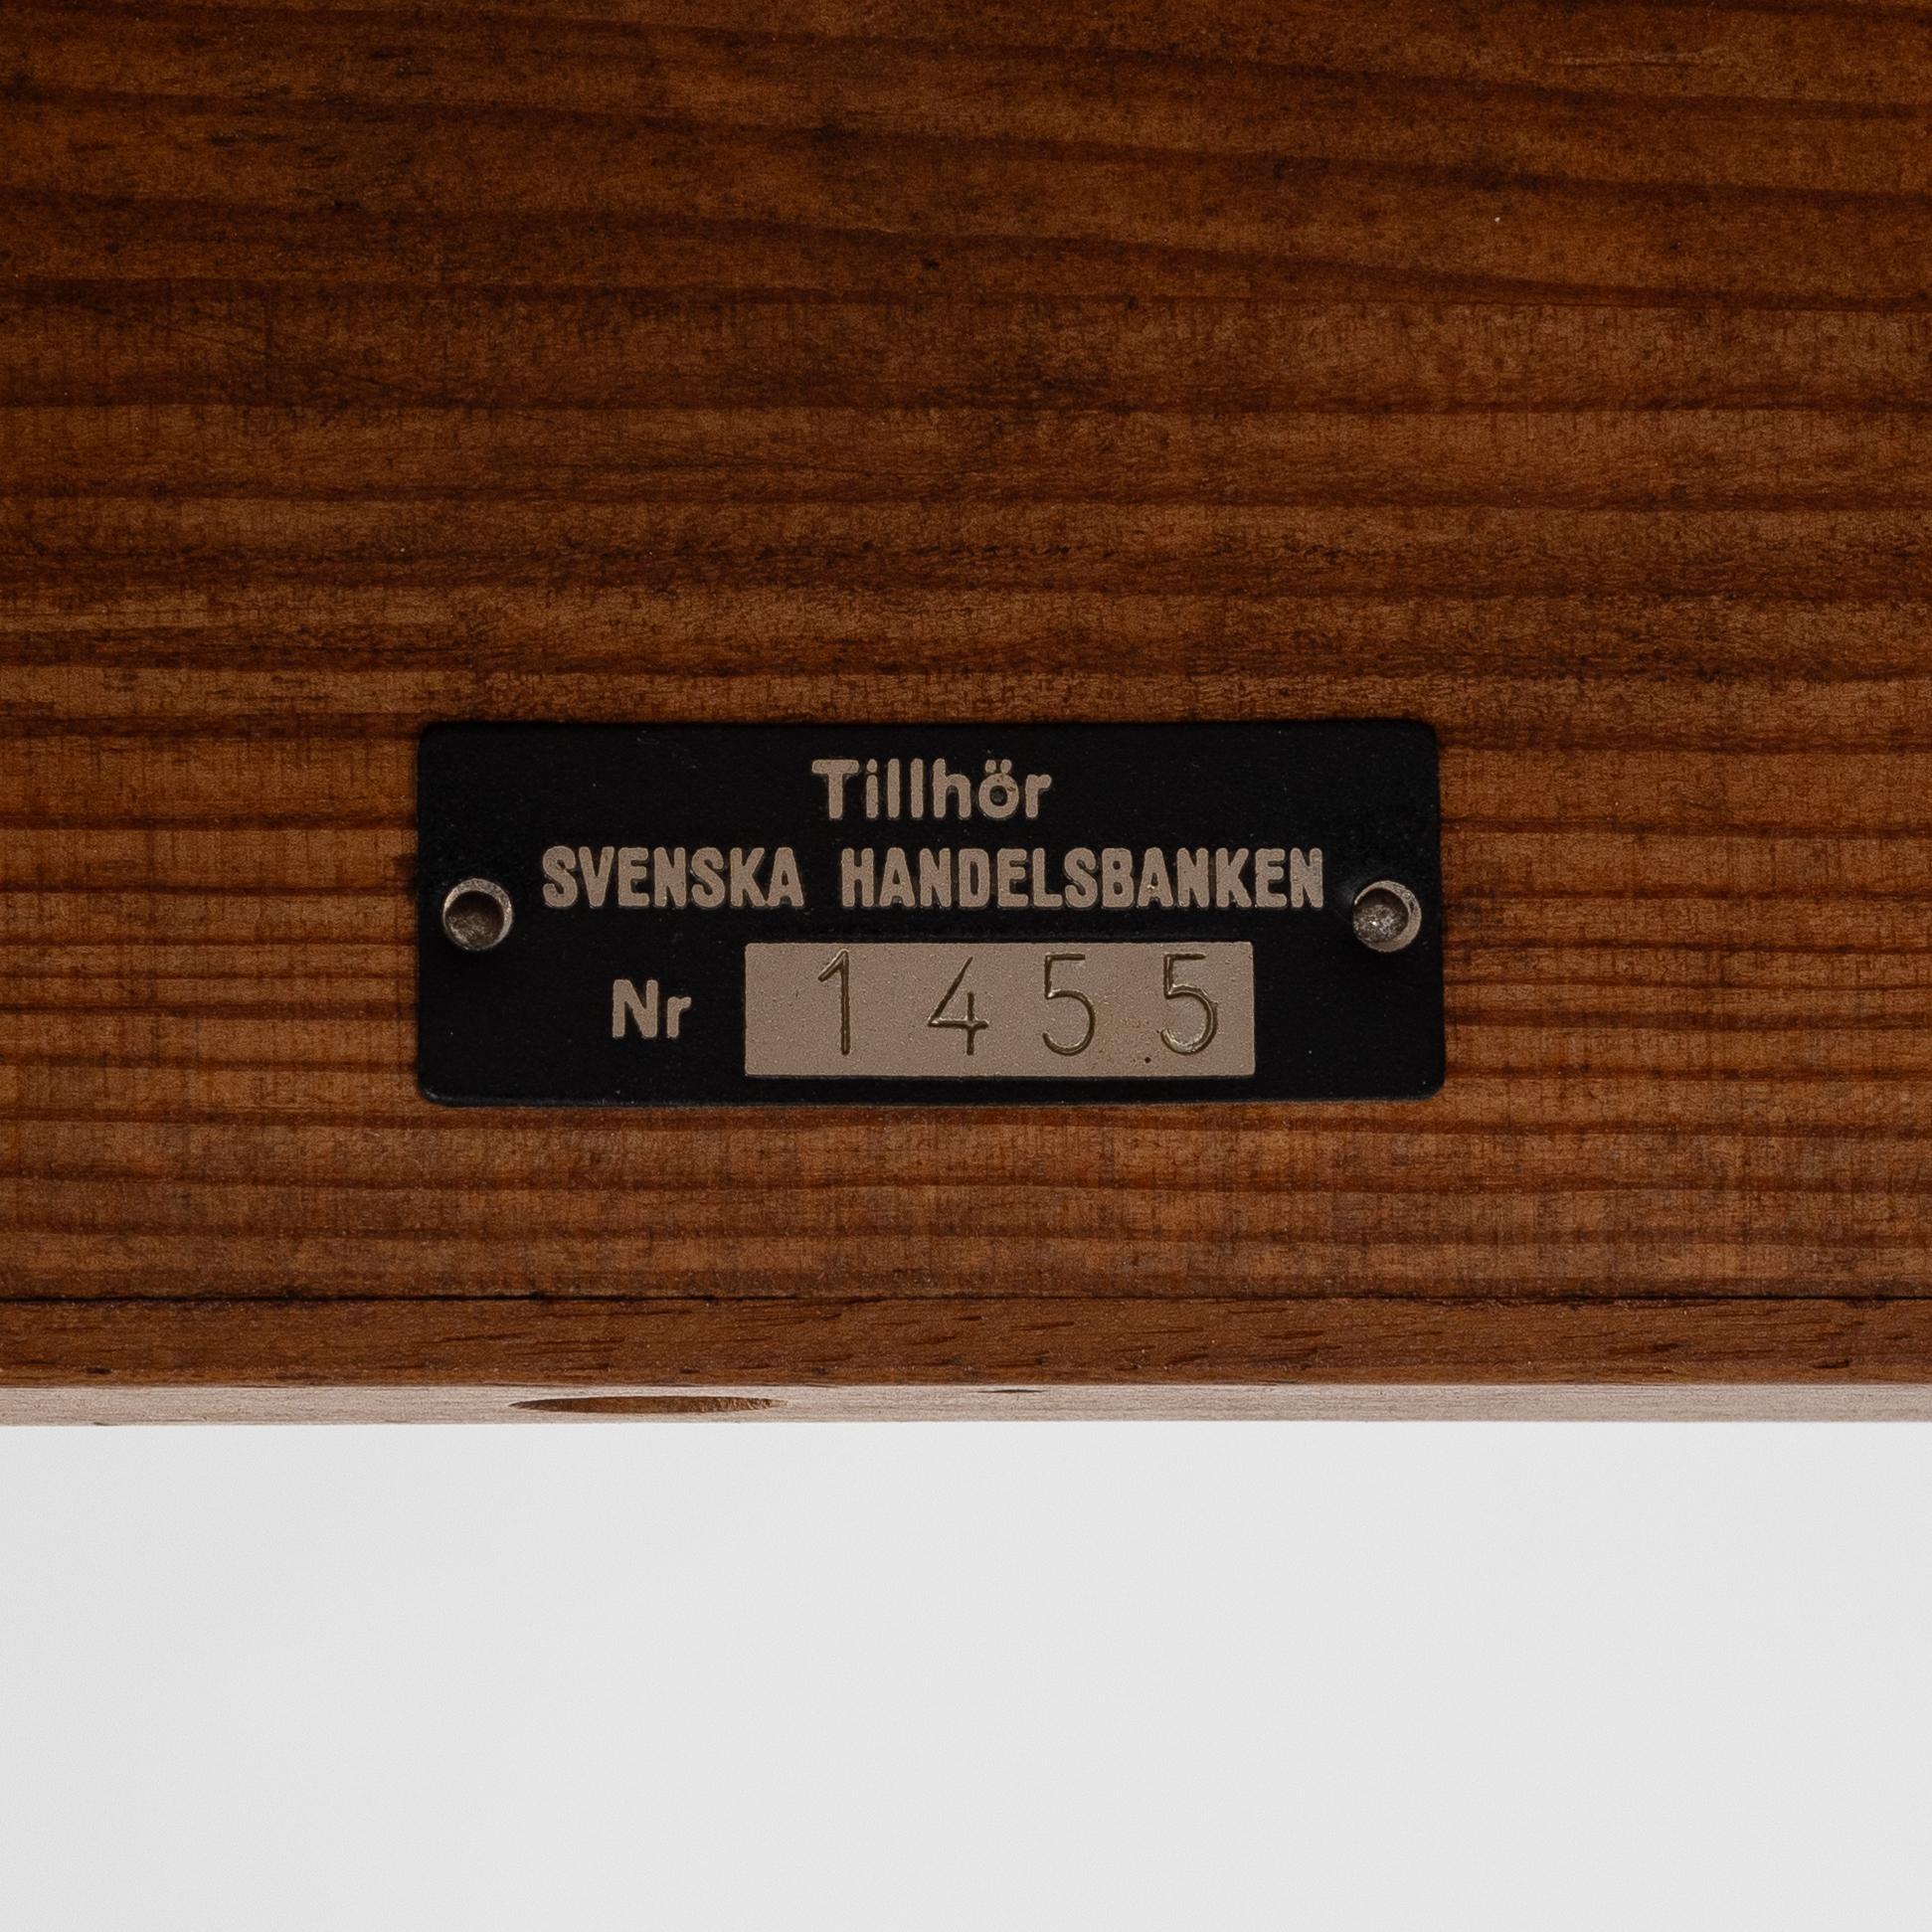 Tillhör
SVENSKA HANDELSBANKEN
Nr 1455